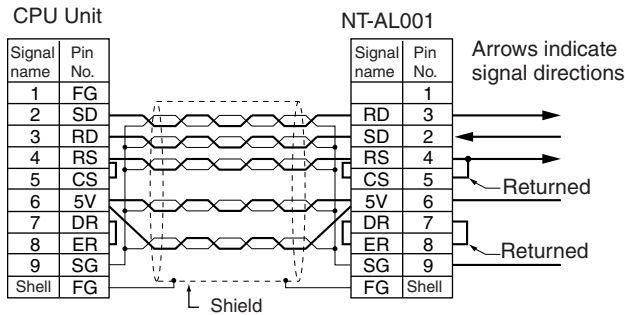 CPU Unit
NT-AL001
Signal name Pin No.
1 FG
2 SD
3 RD
4 RS
5 CS
6 5V
7 DR
8 ER
9 SG
Shell FG
Shield
Signal name Pin No.
1
RD 3
SD 2
RS 4
CS 5
5V 6
DR 7
ER 8
SG 9
FG Shell
Arrows indicate
signal directions
Returned
Returned